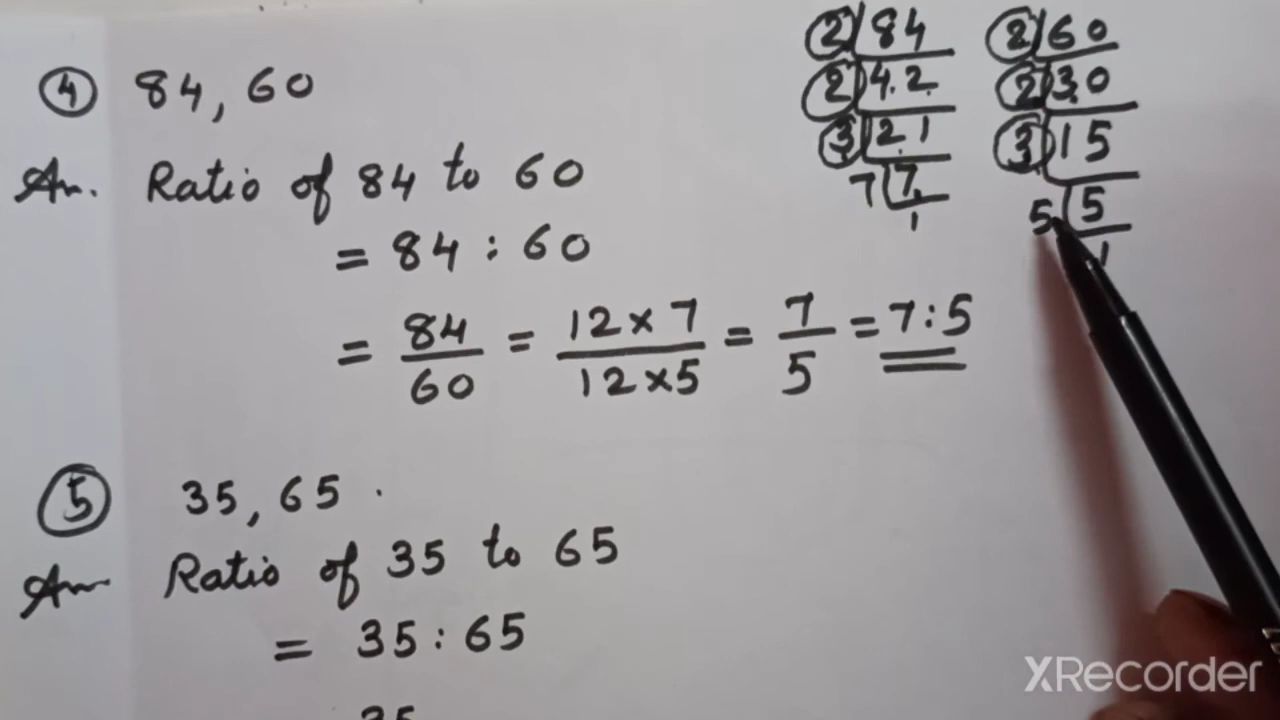 ④ 84, 60
An. Ratio of 84 to 60
= 84 : 60
= 84/60 = 12 × 7/12 × 5 = 7/5 = 7 : 5
2 | 84
2 | 42
3 | 21
7 | 7
1
2 | 60
2 | 30
3 | 15
5 | 5
1
⑤ 35, 65 .
An Ratio of 35 to 65
= 35 : 65
35
XRecorder